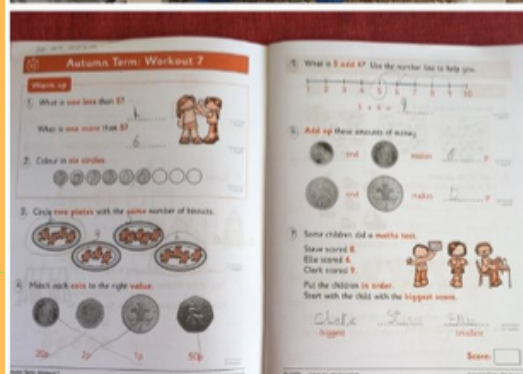 Autumn Term: Workout 7
Warm up
1. What is one less than 5?
4
What is one more than 5?
6
2. Colour in six circles.
3. Circle two plates with the same number of biscuits.
4. Match each coin to the right value.
20p 2p 1p 50p
5. What is 5 add 4? Use the number line to help you.
1 2 3 4 5 6 7 8 9 10
5 + 4 = 9
6. Add up these amounts of money.
and makes 6 p
and makes p
7. Some children did a maths test.
Steve scored 8.
Ellie scored 6.
Clark scored 9.
Put the children in order.
Start with the child with the biggest score.
biggest smallest
Score: